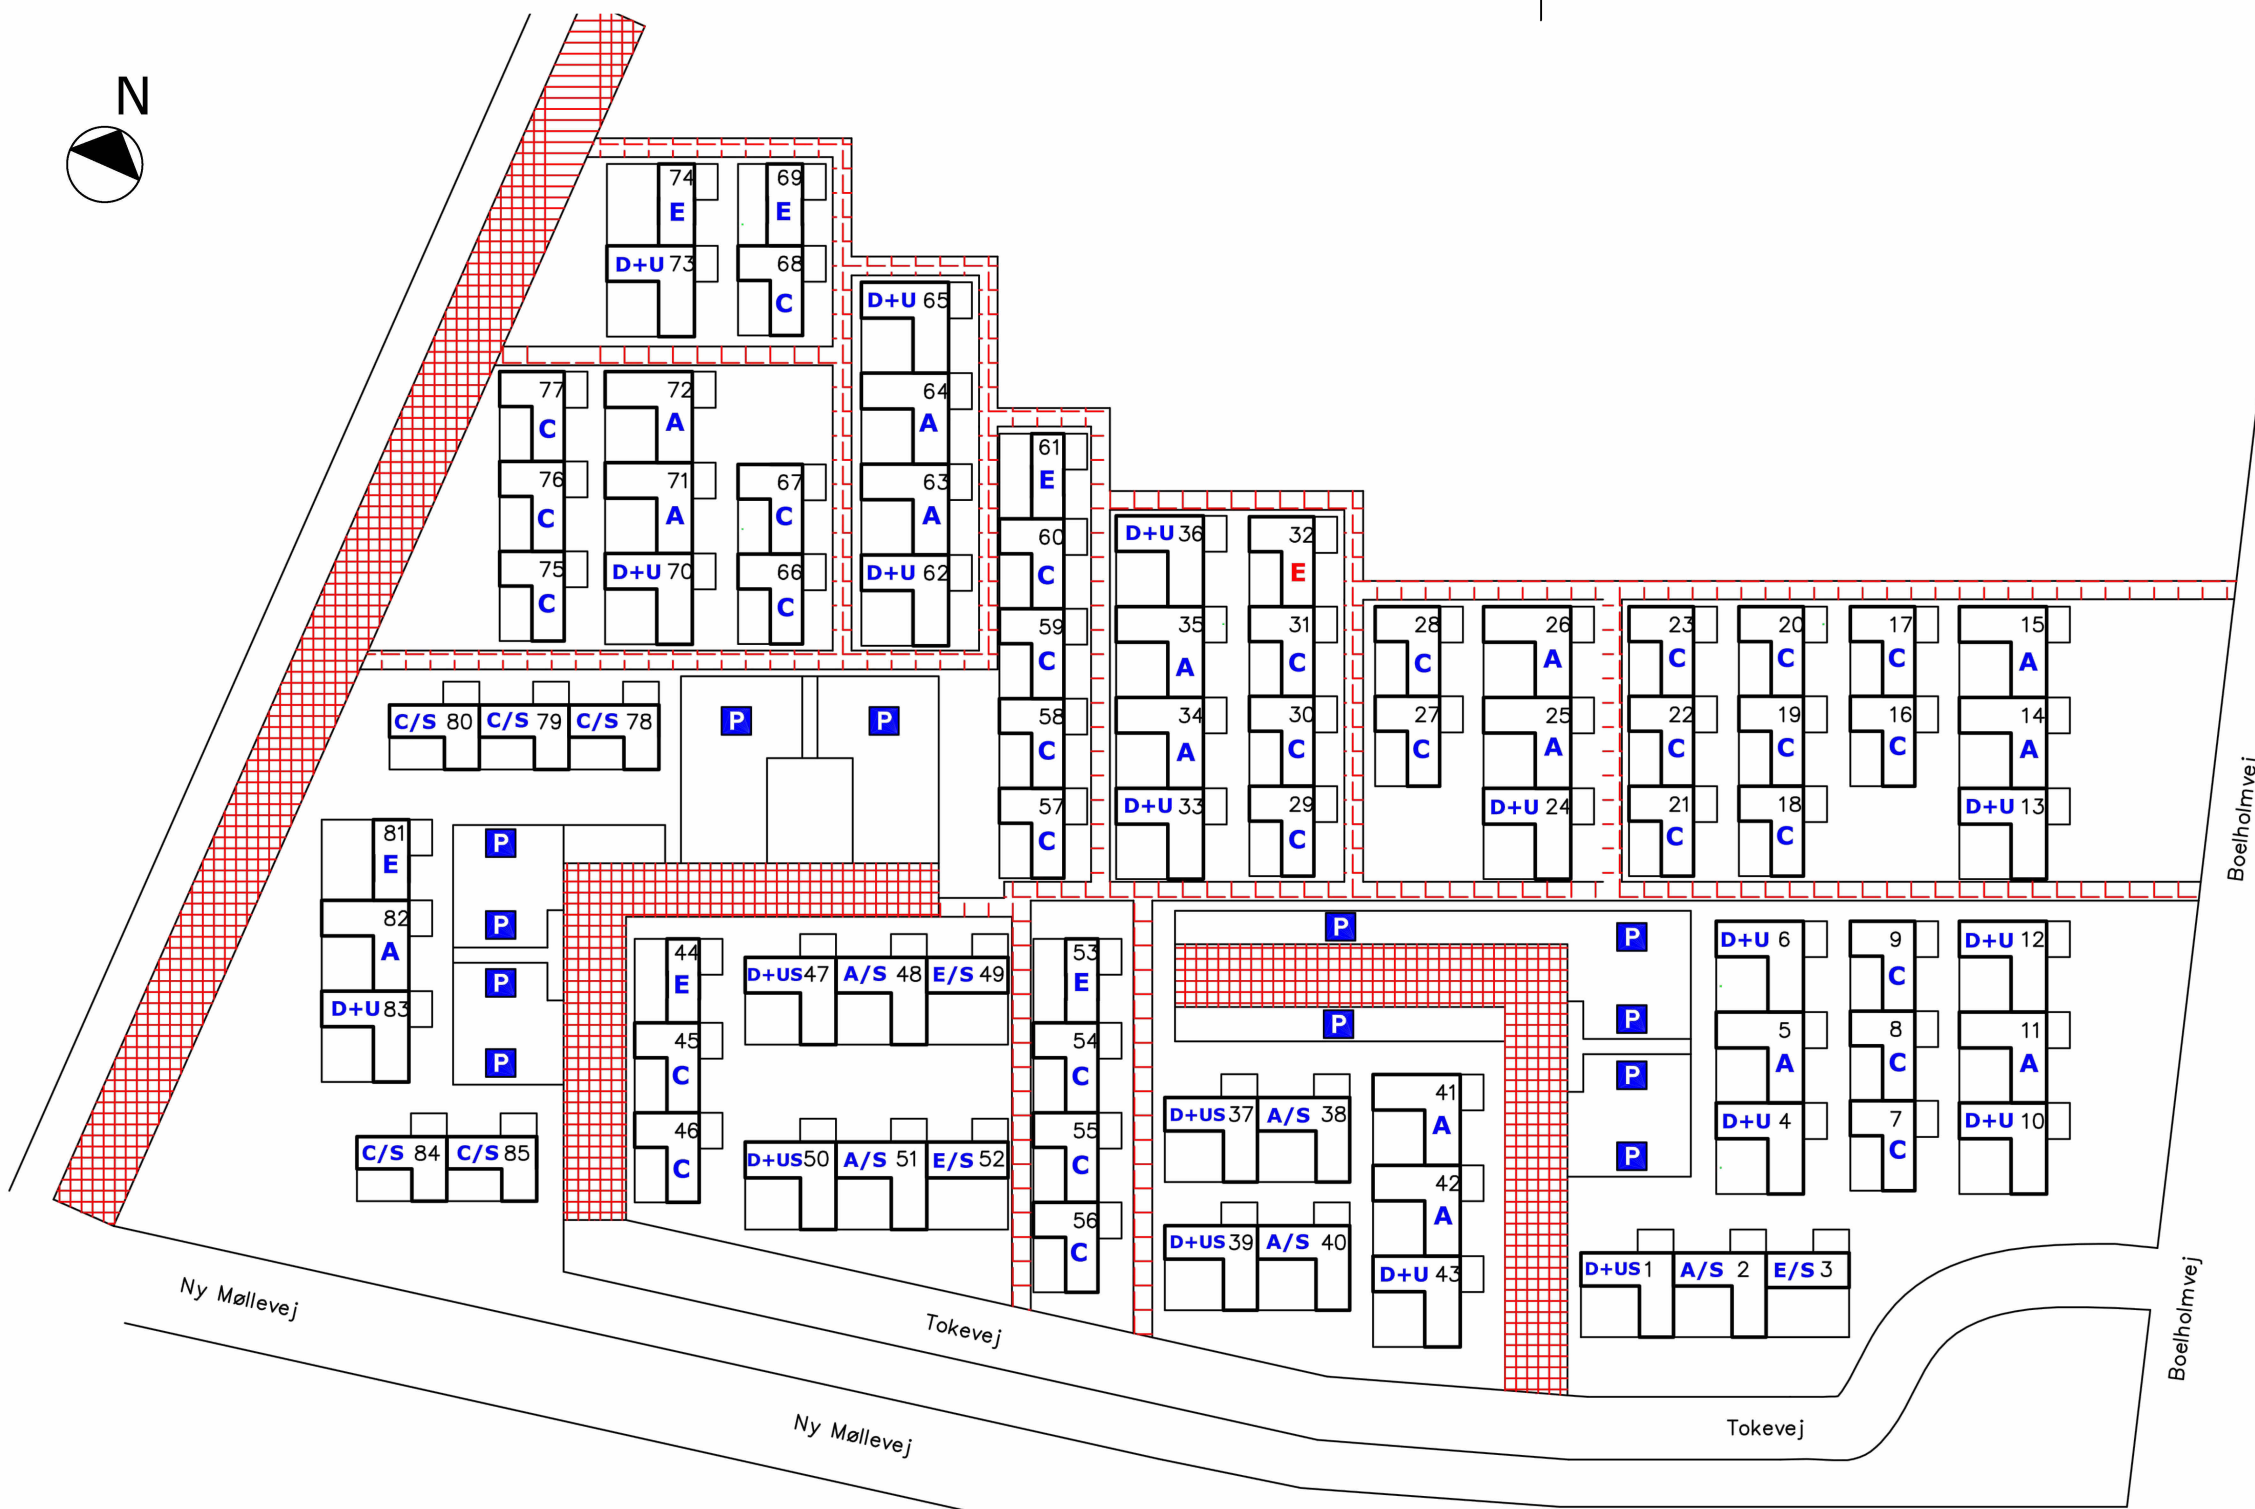 N
74
E
69
E
D+U 73
68
C
D+U 65
77
C
72
A
64
A
76
C
71
A
67
C
63
A
61
E
75
C
D+U 70
66
C
D+U 62
60
C
D+U 36
32
E
59
C
35
A
31
C
28
C
26
A
23
C
20
C
17
C
15
A
C/S 80
C/S 79
C/S 78
P
P
58
C
34
A
30
C
27
C
25
A
22
C
19
C
16
C
14
A
57
C
D+U 33
29
C
D+U 24
21
C
18
C
D+U 13
Boelholmvej
81
E
P
82
A
P
P
D+U 83
P
C/S 84
C/S 85
44
E
45
C
46
C
D+US 47
A/S 48
E/S 49
D+US 50
A/S 51
E/S 52
53
E
54
C
55
C
56
C
P
P
P
P
P
P
D+US 37
A/S 38
D+US 39
A/S 40
41
A
42
A
D+U 43
D+U 6
9
C
D+U 12
5
A
8
C
11
A
D+U 4
7
C
D+U 10
D+US 1
A/S 2
E/S 3
Boelholmvej
Ny Møllevej
Tokevej
Ny Møllevej
Tokevej